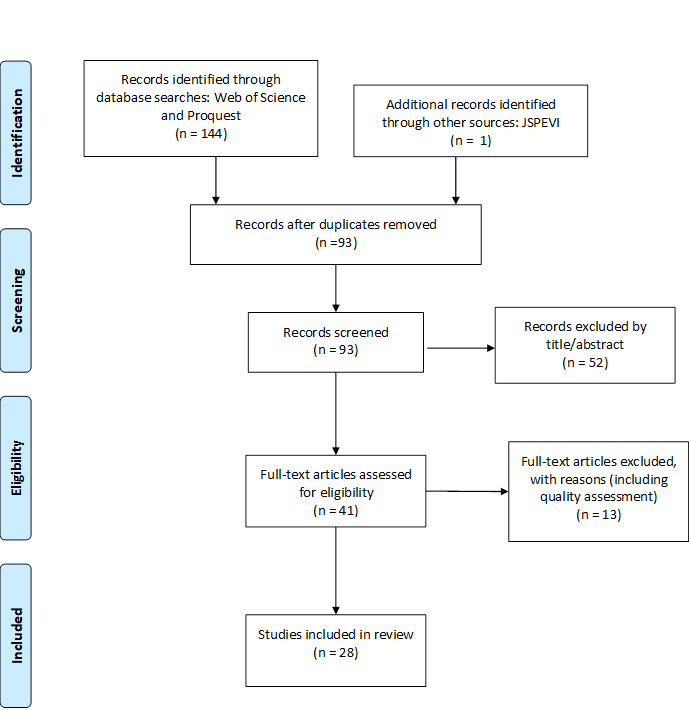 Identification
Records identified through
database searches: Web of Science
and Proquest
(n = 144)
Additional records identified
through other sources: JSPEVI
(n = 1)
Records after duplicates removed
(n =93)
Screening
Records screened
(n = 93)
Records excluded by
title/abstract
(n = 52)
Eligibility
Full-text articles assessed
for eligibility
(n = 41)
Full-text articles excluded,
with reasons (including
quality assessment)
(n = 13)
Included
Studies included in review
(n = 28)